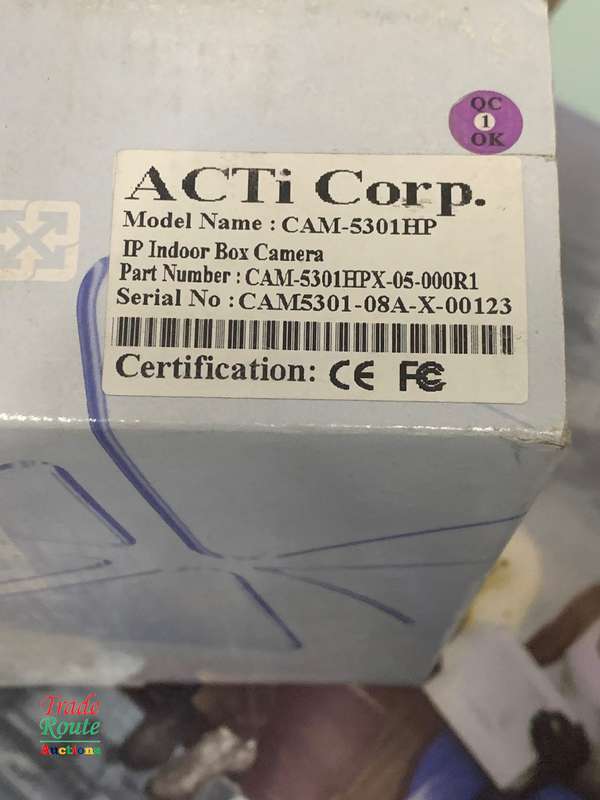 QC
1
OK
ACTi Corp.
Model Name : CAM-5301HP
IP Indoor Box Camera
Part Number : CAM-5301HPX-05-000R1
Serial No : CAM5301-08A-X-00123
Certification: CE FC
Trade
Route
Auctions